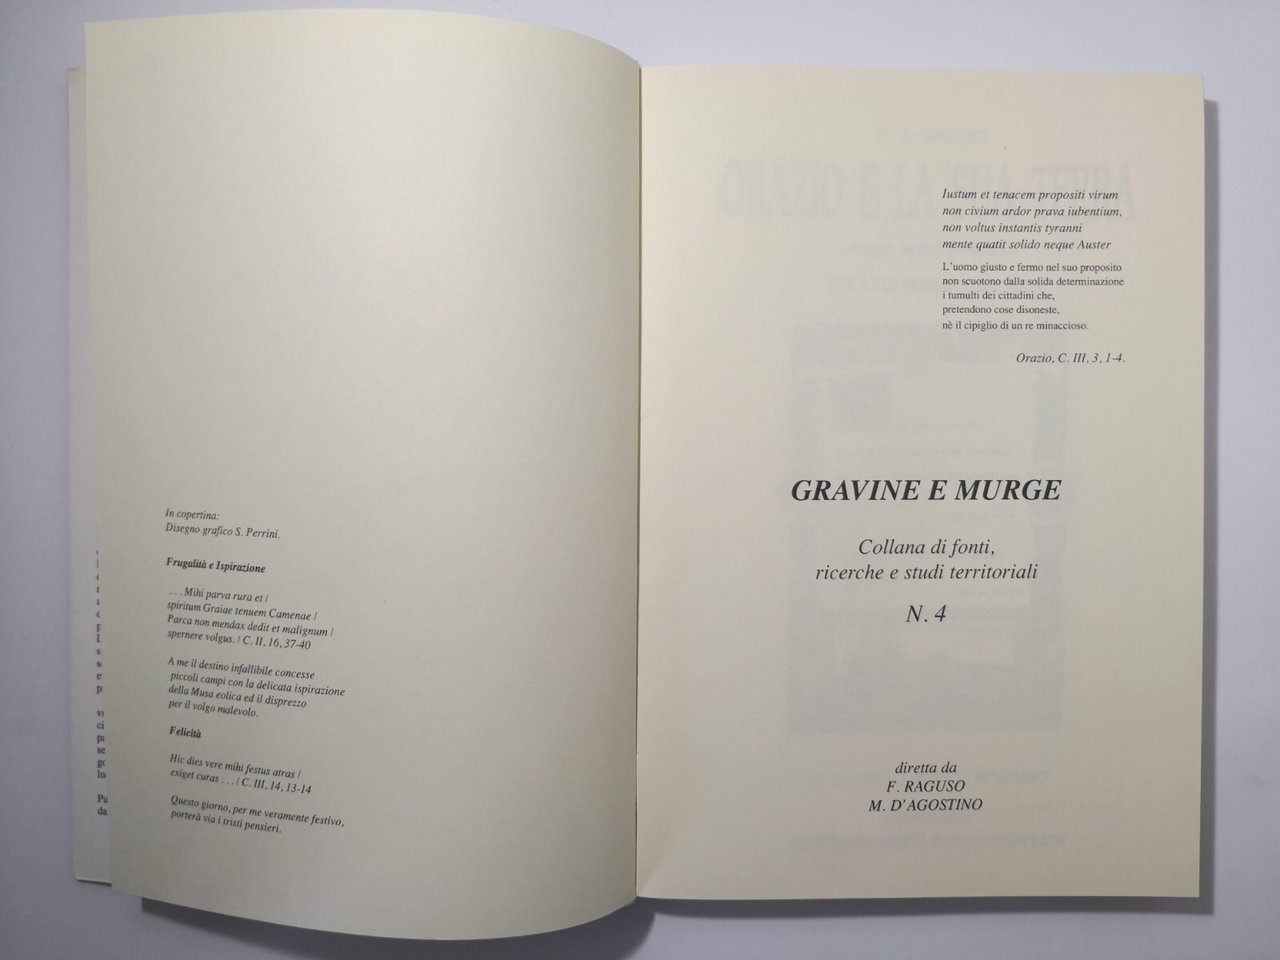 In copertina:
Disegno grafico S. Perrini.
Frugalità e Ispirazione
. . . Mihi parva rura et /
spiritum Graiae tenuem Camenae /
Parca non mendax dedit et malignum /
spernere volgus. / C. II, 16, 37-40
A me il destino infallibile concesse
piccoli campi con la delicata ispirazione
della Musa eolica ed il disprezzo
per il volgo malevolo.
Felicità
Hic dies vere mihi festus atras /
exiget curas . . . / C. III, 14, 13-14
Questo giorno, per me veramente festivo,
porterà via i tristi pensieri.
Iustum et tenacem propositi virum
non civium ardor prava iubentium,
non voltus instantis tyranni
mente quatit solido neque Auster
L'uomo giusto e fermo nel suo proposito
non scuotono dalla solida determinazione
i tumulti dei cittadini che,
pretendono cose disoneste,
nè il cipiglio di un re minaccioso.
Orazio, C. III, 3, 1-4.
GRAVINE E MURGE
Collana di fonti,
ricerche e studi territoriali
N. 4
diretta da
F. RAGUSO
M. D'AGOSTINO